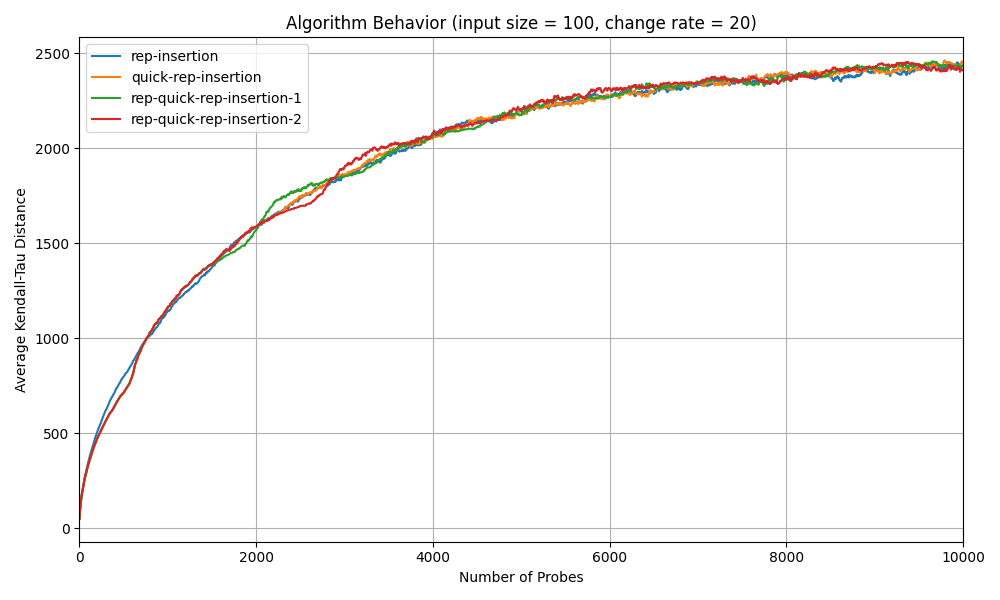 Algorithm Behavior (input size = 100, change rate = 20)
rep-insertion
quick-rep-insertion
rep-quick-rep-insertion-1
rep-quick-rep-insertion-2
Average Kendall-Tau Distance
2500
2000
1500
1000
500
0
0 2000 4000 6000 8000 10000
Number of Probes